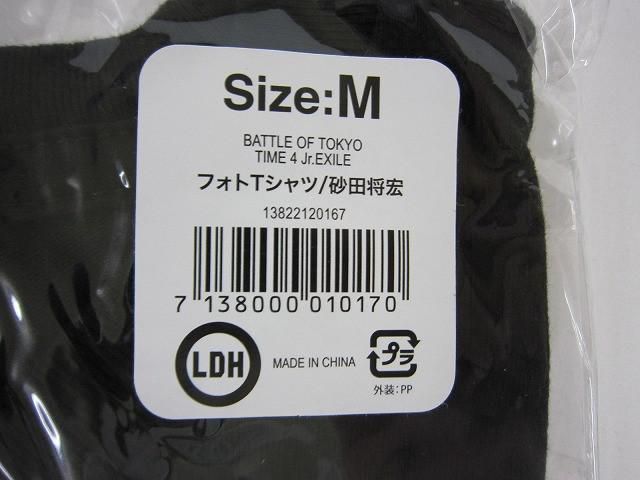 Size:M
BATTLE OF TOKYO
TIME 4 Jr.EXILE
フォトTシャツ/砂田将宏
13822120167
7 138000 010170
LDH
MADE IN CHINA
プラ
外装:PP